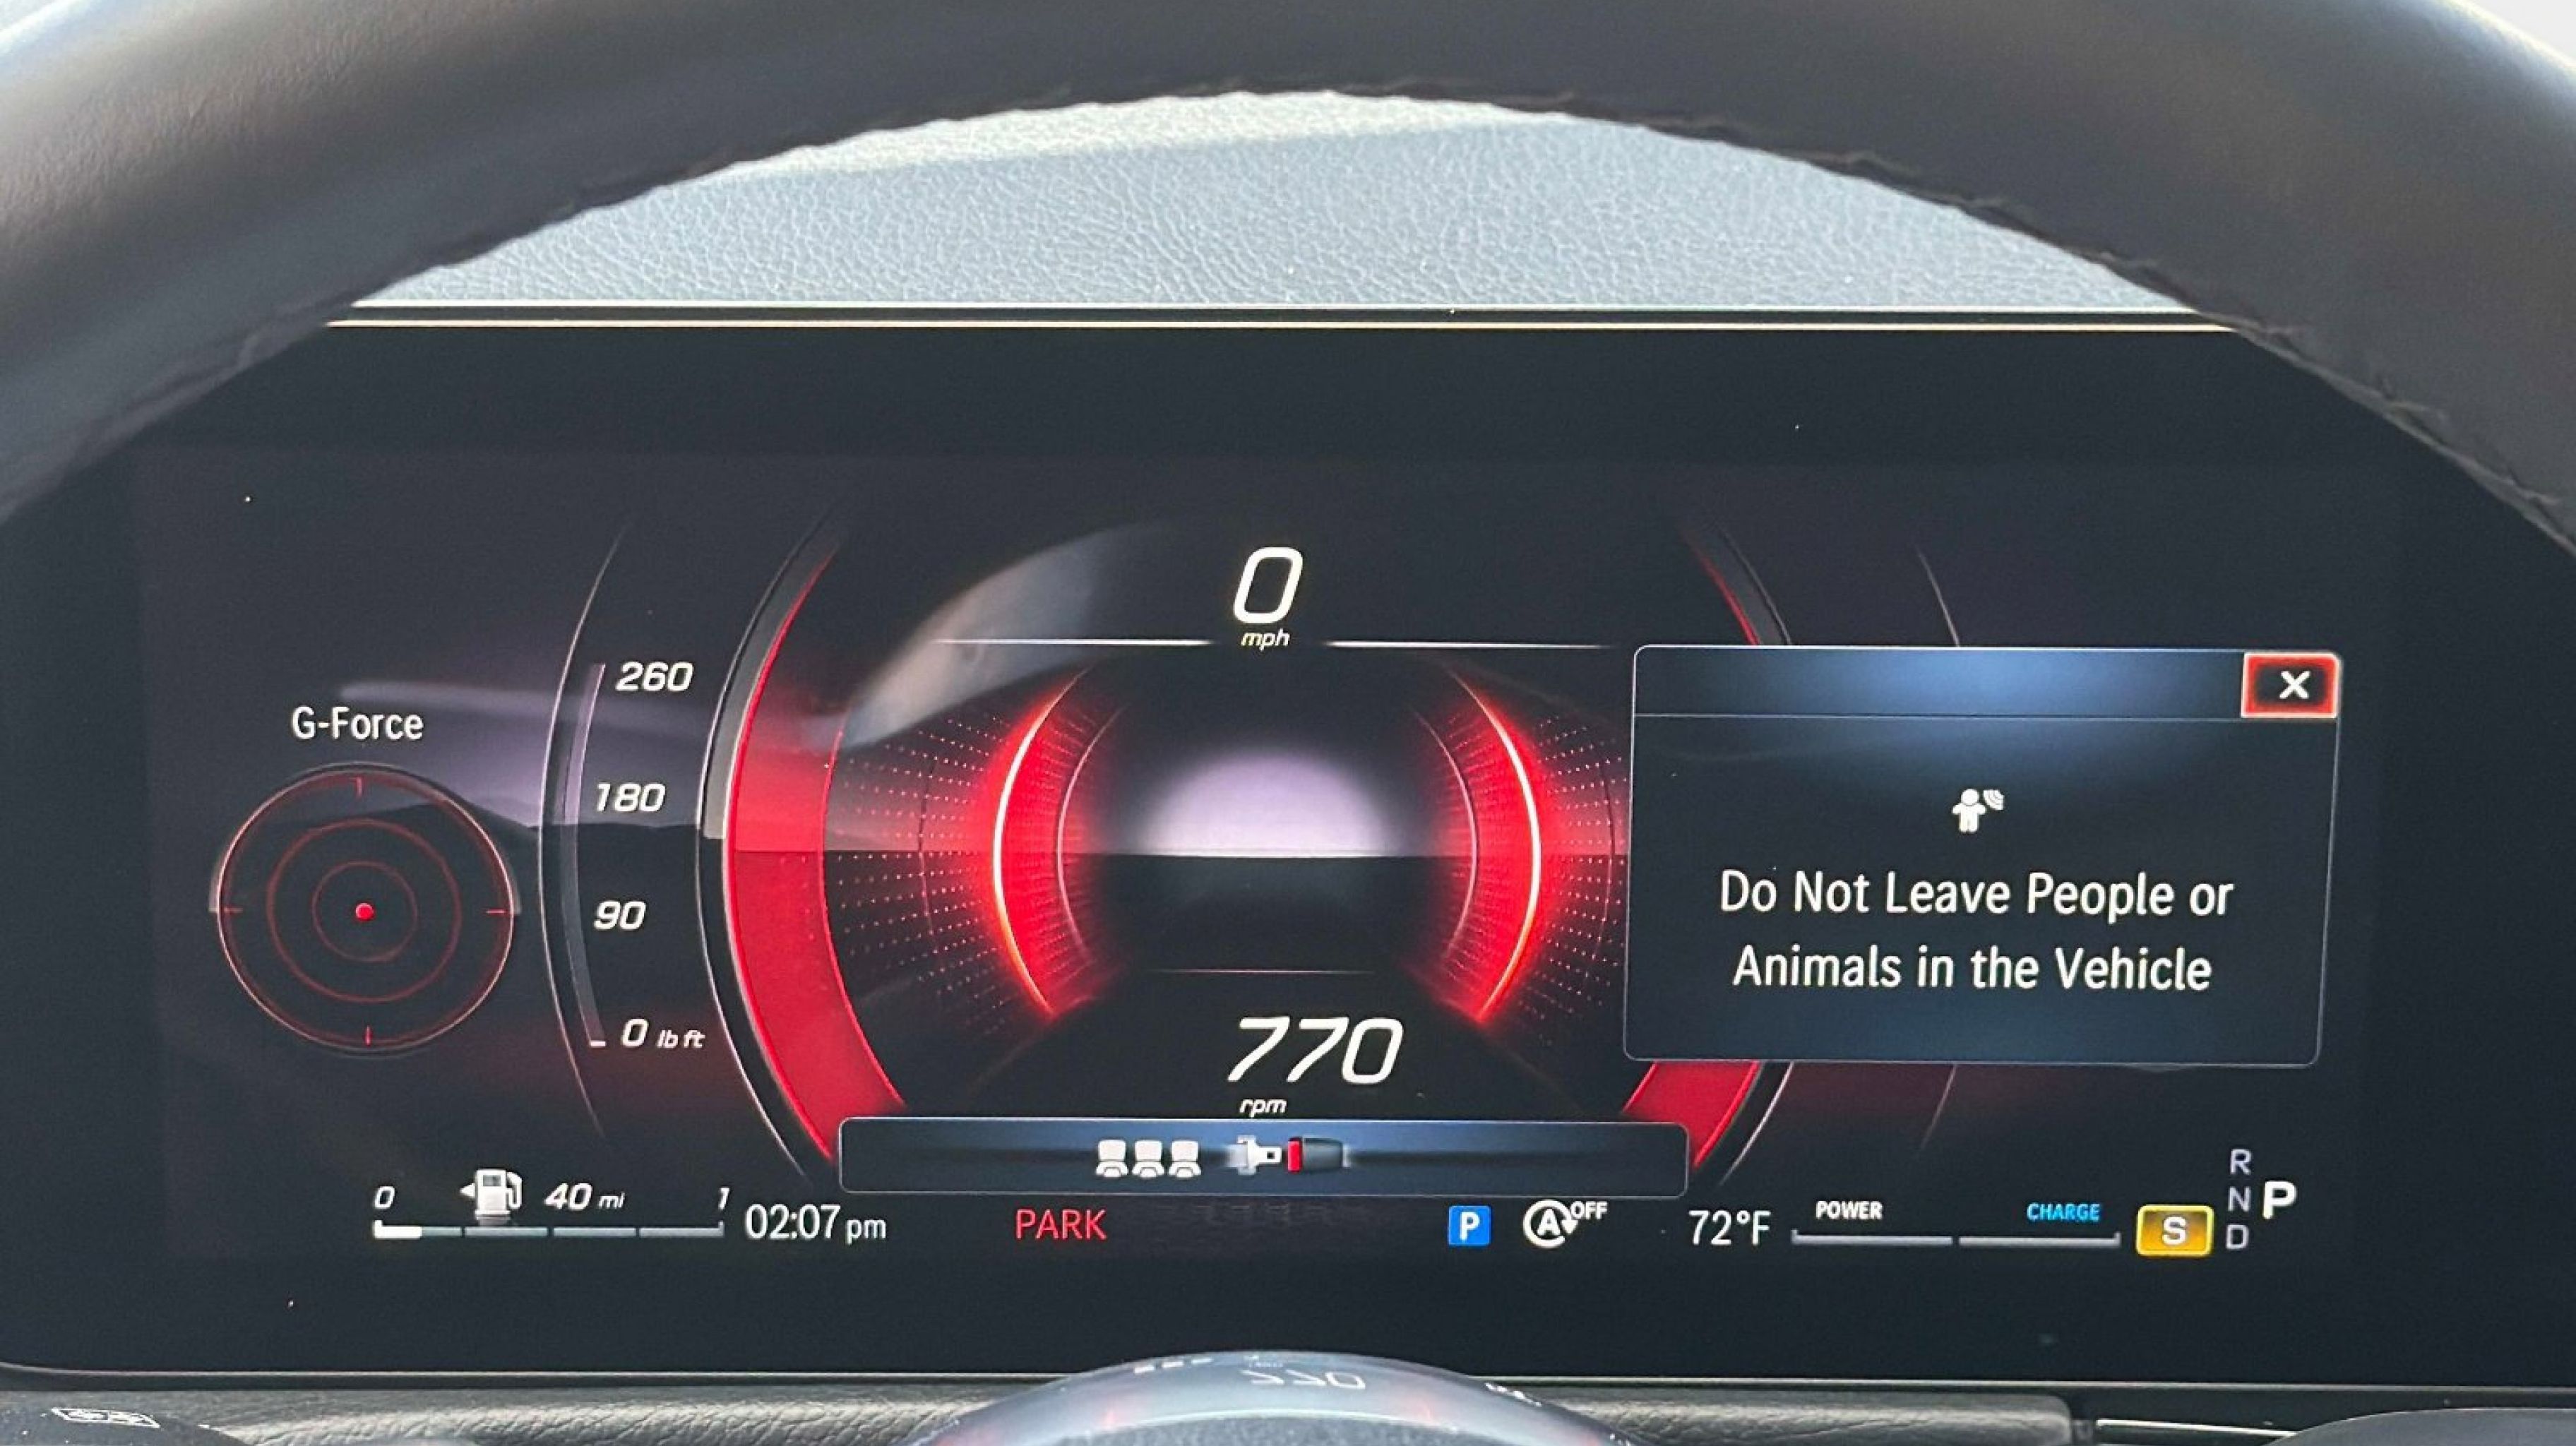 0
mph
G-Force
260
180
90
0 lb ft
770
rpm
X
Do Not Leave People or
Animals in the Vehicle
0 40 mi 1
02:07 pm
PARK
P
A OFF
72°F
POWER CHARGE
S
R
N
D
P